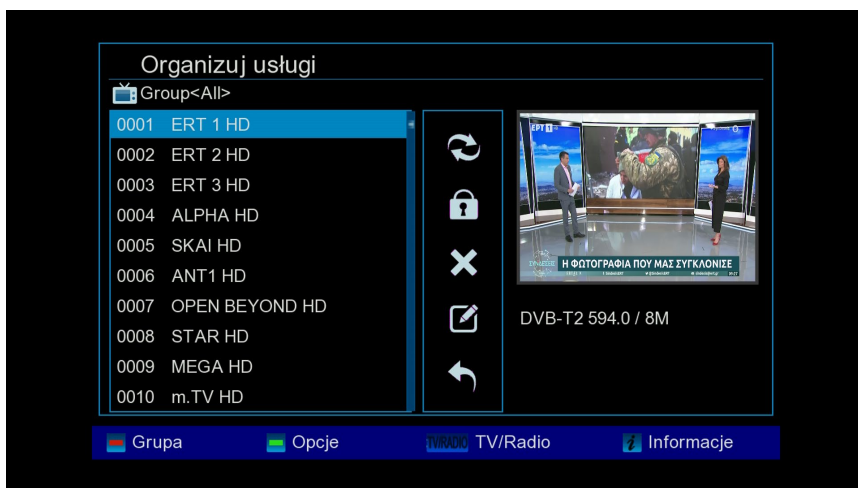 Organizuj usługi
Group<All>
0001 ERT 1 HD
0002 ERT 2 HD
0003 ERT 3 HD
0004 ALPHA HD
0005 SKAI HD
0006 ANT1 HD
0007 OPEN BEYOND HD
0008 STAR HD
0009 MEGA HD
0010 m.TV HD
ΕΡΤ 1
Η ΦΩΤΟΓΡΑΦΙΑ ΠΟΥ ΜΑΣ ΣΥΓΚΛΟΝΙΣΕ
DVB-T2 594.0 / 8M
Grupa
Opcje
TV/RADIO TV/Radio
i Informacje